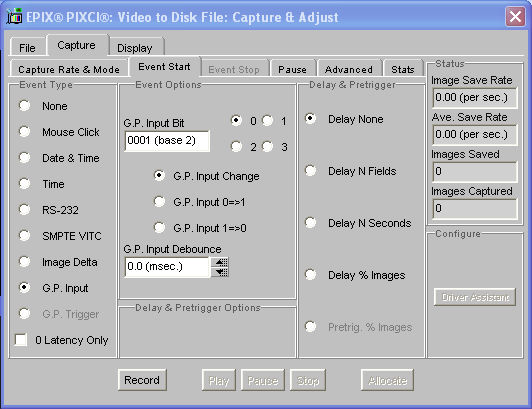 EPIX® PIXCI®: Video to Disk File: Capture & Adjust
File Capture Display
Capture Rate & Mode Event Start Event Stop Pause Advanced Stats
Event Type
None
Mouse Click
Date & Time
Time
RS-232
SMPTE VITC
Image Delta
G.P. Input
G.P. Trigger
0 Latency Only
Event Options
G.P. Input Bit
0001 (base 2)
0 1
2 3
G.P. Input Change
G.P. Input 0=>1
G.P. Input 1=>0
G.P. Input Debounce
0.0 (msec.)
Delay & Pretrigger Options
Delay & Pretrigger
Delay None
Delay N Fields
Delay N Seconds
Delay % Images
Pretrig. % Images
Status
Image Save Rate
0.00 (per sec.)
Ave. Save Rate
0.00 (per sec.)
Images Saved
0
Images Captured
0
Configure
Driver Assistant
Record Play Pause Stop Allocate